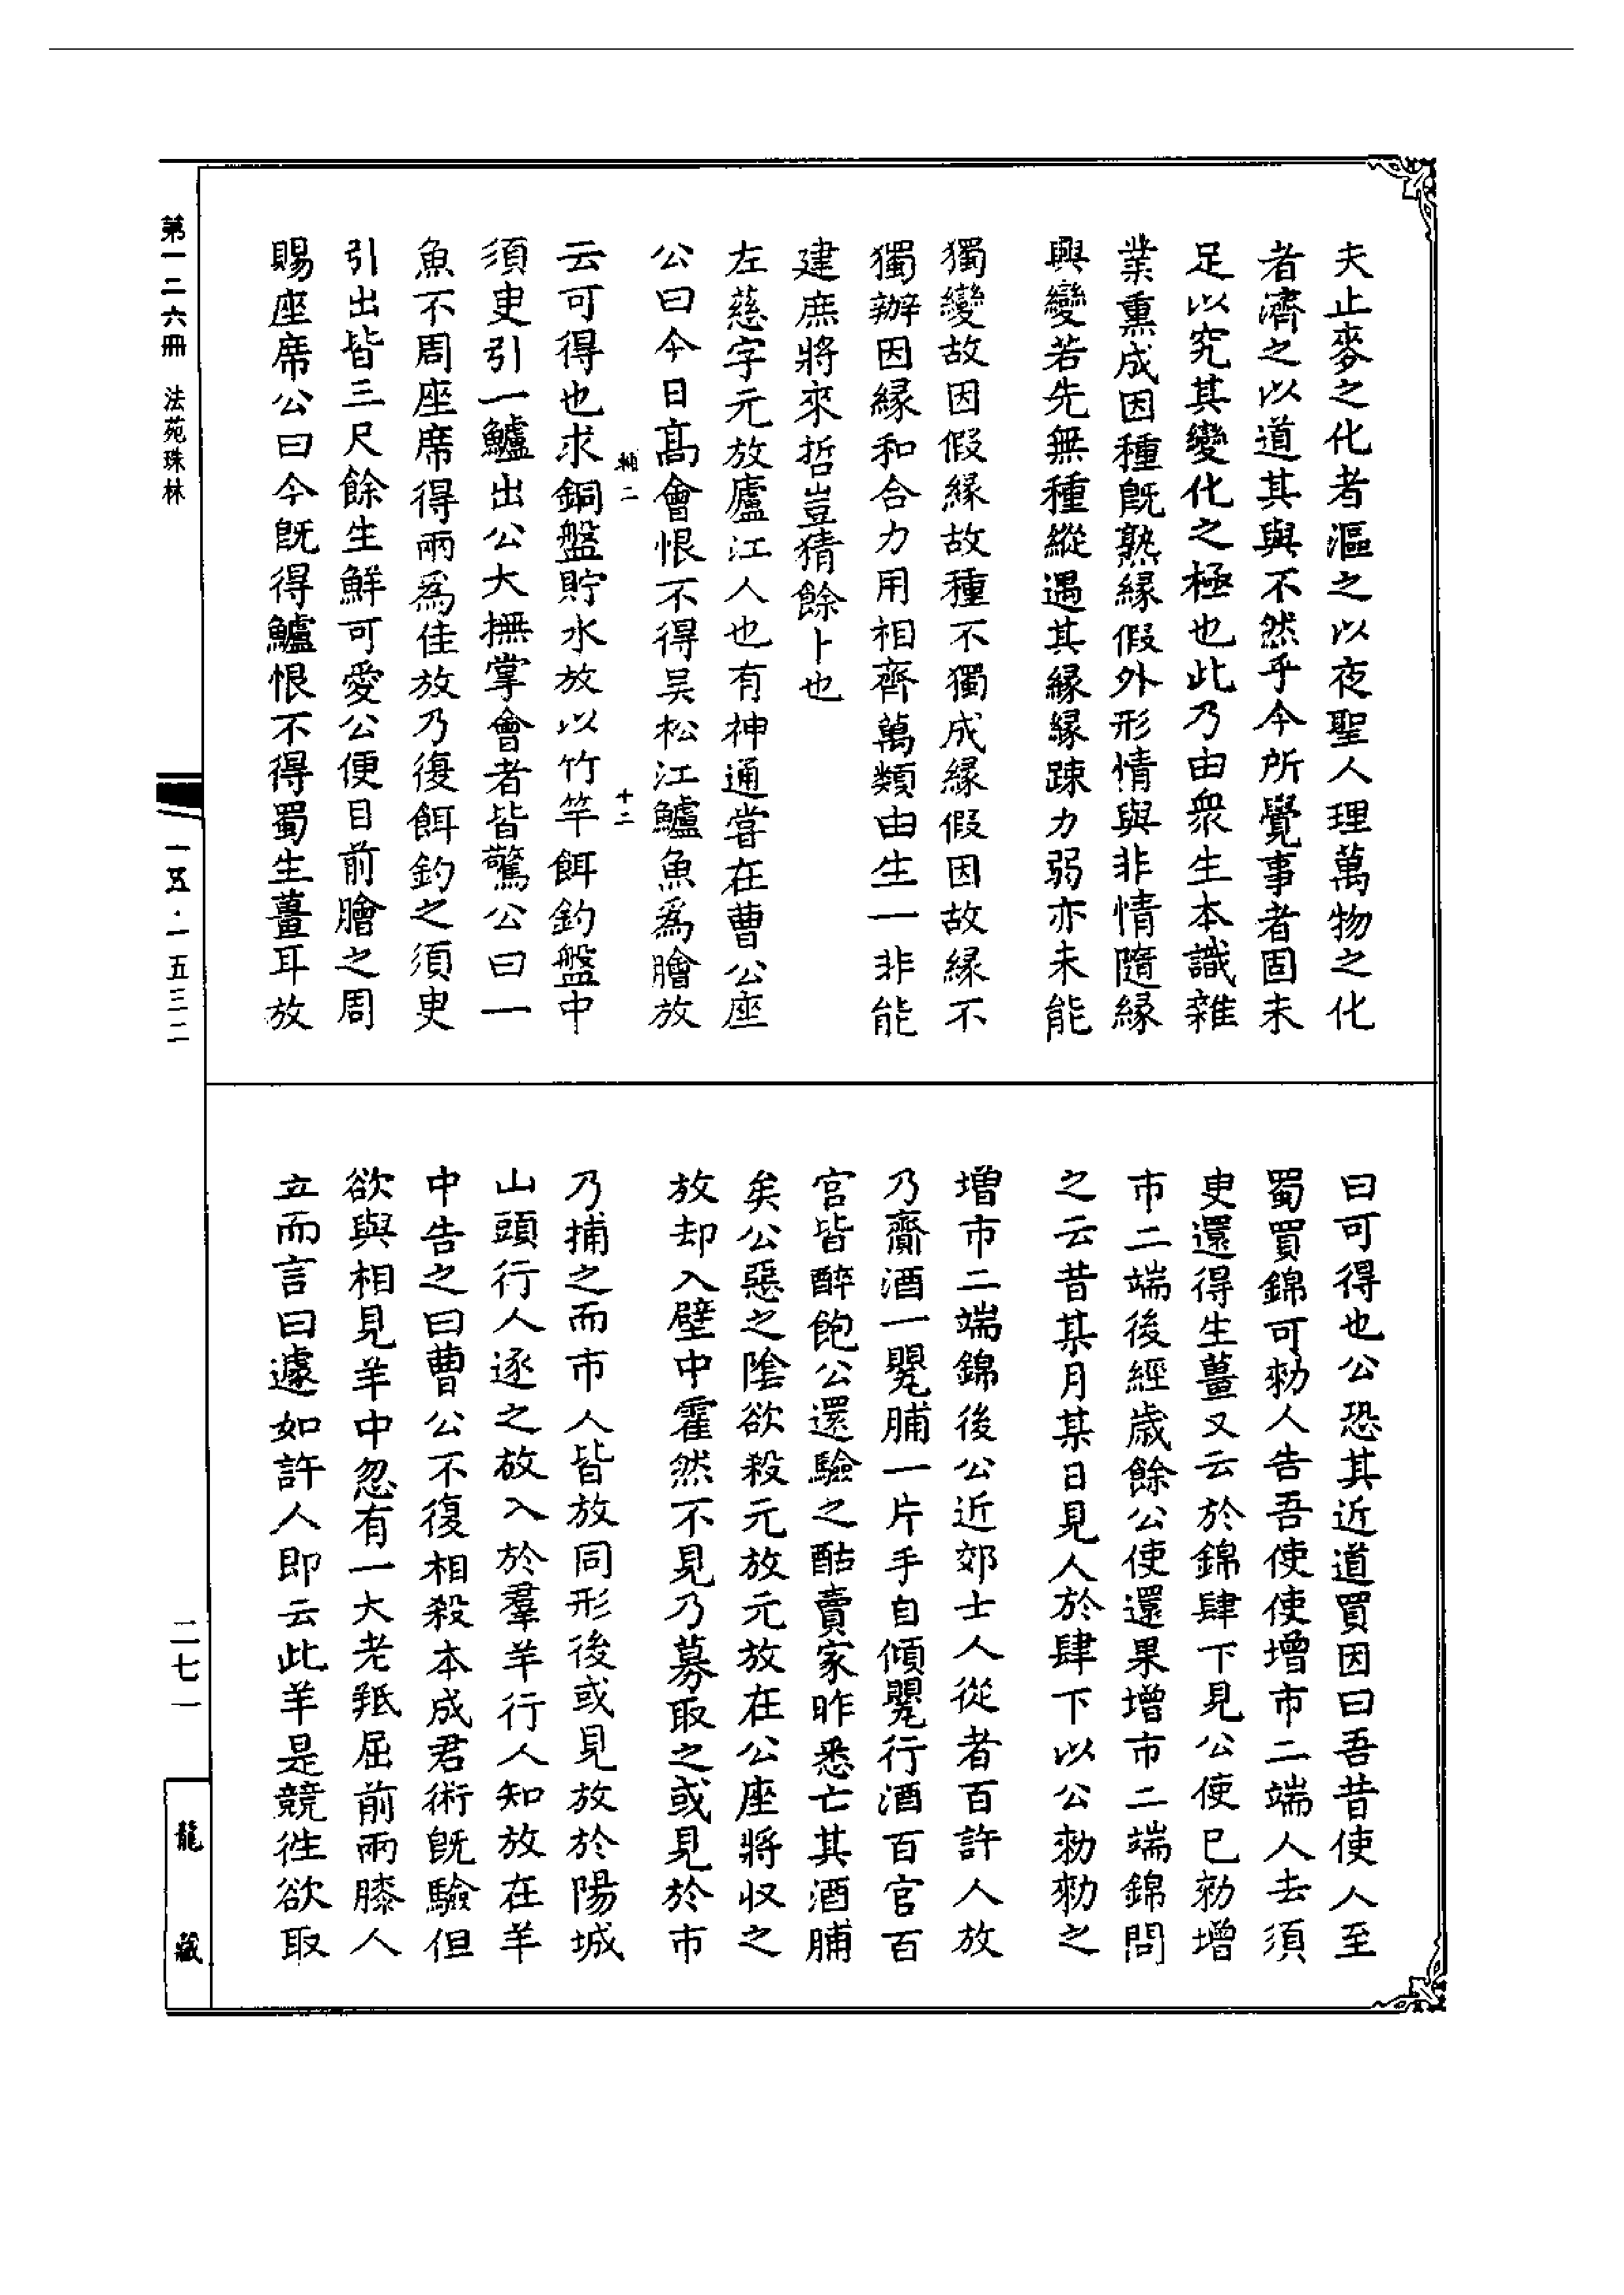 夫止麥之化者漚之以夜聖人理萬物之化
者濟之以道其與不然乎今所覺事者固未
足以究其變化之極也此乃由衆生本識雜
業熏成因種旣熟緣假外形情與非情隨緣
興變若先無種縱遇其緣緣踈力弱亦未能
獨變故因假緣故種不獨成緣假因故緣不
獨辦因緣和合力用相齊萬類由生一非能
建庶將來哲豈猜餘卜也
左慈字元放廬江人也有神通嘗在曹公座
公曰今日髙會恨不得吴松江鱸魚爲膾放
云可得也求銅盤貯水放以竹竿餌釣盤中
須臾引一鱸出公大撫掌會者皆驚公曰一
魚不周座席得兩爲佳放乃復餌釣之須臾
引出皆三尺餘生鮮可愛公便目前膾之周
賜座席公曰今旣得鱸恨不得蜀生薑耳放
曰可得也公恐其近道買因曰吾昔使人至
蜀買錦可勑人告吾使使增市二端人去須
臾還得生薑又云於錦肆下見公使已勑增
市二端後經歲餘公使還果增市二端錦問
之云昔某月某日見人於肆下以公勑勑之
增市二端錦後公近郊士人從者百許人放
乃齎酒一甖脯一片手自傾甖行酒百官百
官皆醉飽公還驗之酤賣家昨悉亡其酒脯
矣公惡之陰欲殺元放元放在公座將收之
放却入壁中霍然不見乃募取之或見於市
乃捕之而市人皆放同形後或見放於陽城
山頭行人逐之放入於羣羊行人知放在羊
中告之曰曹公不復相殺本成君術旣驗但
欲與相見羊中忽有一大老羝屈前兩膝人
立而言曰遽如許人即云此羊是競徃欲取
第一二六冊 法苑珠林
一五·一五三二
二七一
龍藏
二
十二